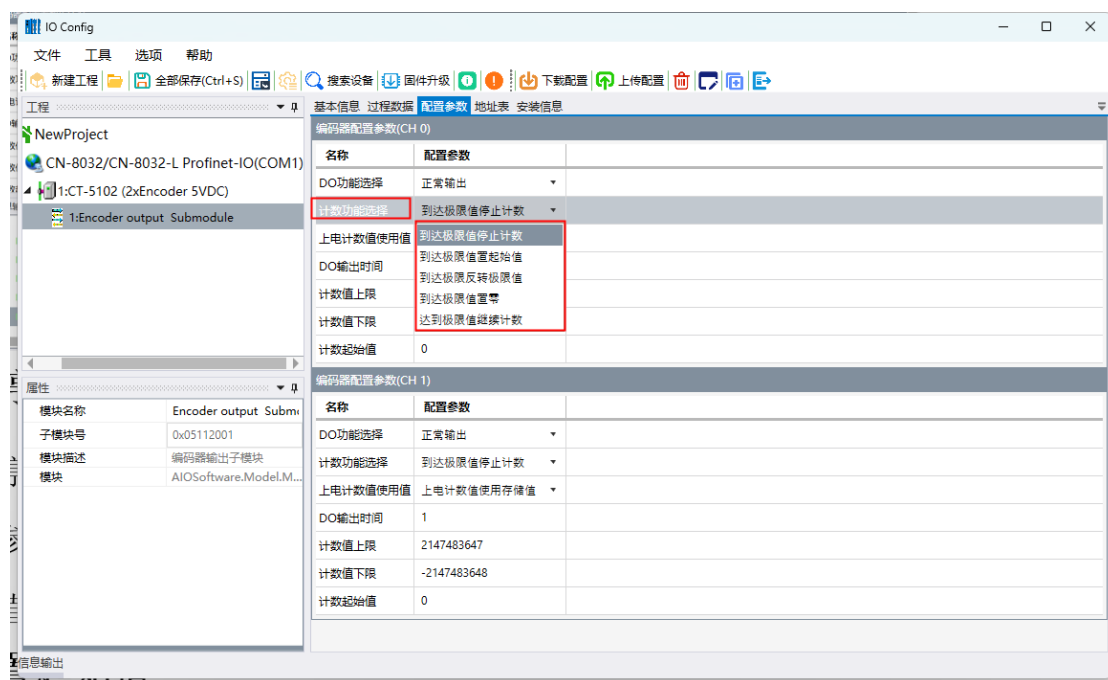 IO Config
文件 工具 选项 帮助
新建工程 全部保存(Ctrl+S) 搜索设备 固件升级 下载配置 上传配置
工程
NewProject
CN-8032/CN-8032-L Profinet-IO(COM1)
1:CT-5102 (2xEncoder 5VDC)
1:Encoder output Submodule
属性
模块名称 Encoder output Subm
子模块号 0x05112001
模块描述 编码器输出子模块
模块 AIOSoftware.Model.M...
基本信息 过程数据 配置参数 地址表 安装信息
编码器配置参数(CH 0)
名称 配置参数
DO功能选择 正常输出
计数功能选择 到达极限值停止计数
上电计数值使用值 到达极限值停止计数
到达极限值置起始值
DO输出时间 到达极限反转极限值
计数值上限 到达极限值置零
计数值下限 达到极限值继续计数
计数起始值 0
编码器配置参数(CH 1)
名称 配置参数
DO功能选择 正常输出
计数功能选择 到达极限值停止计数
上电计数值使用值 上电计数值使用存储值
DO输出时间 1
计数值上限 2147483647
计数值下限 -2147483648
计数起始值 0
信息输出